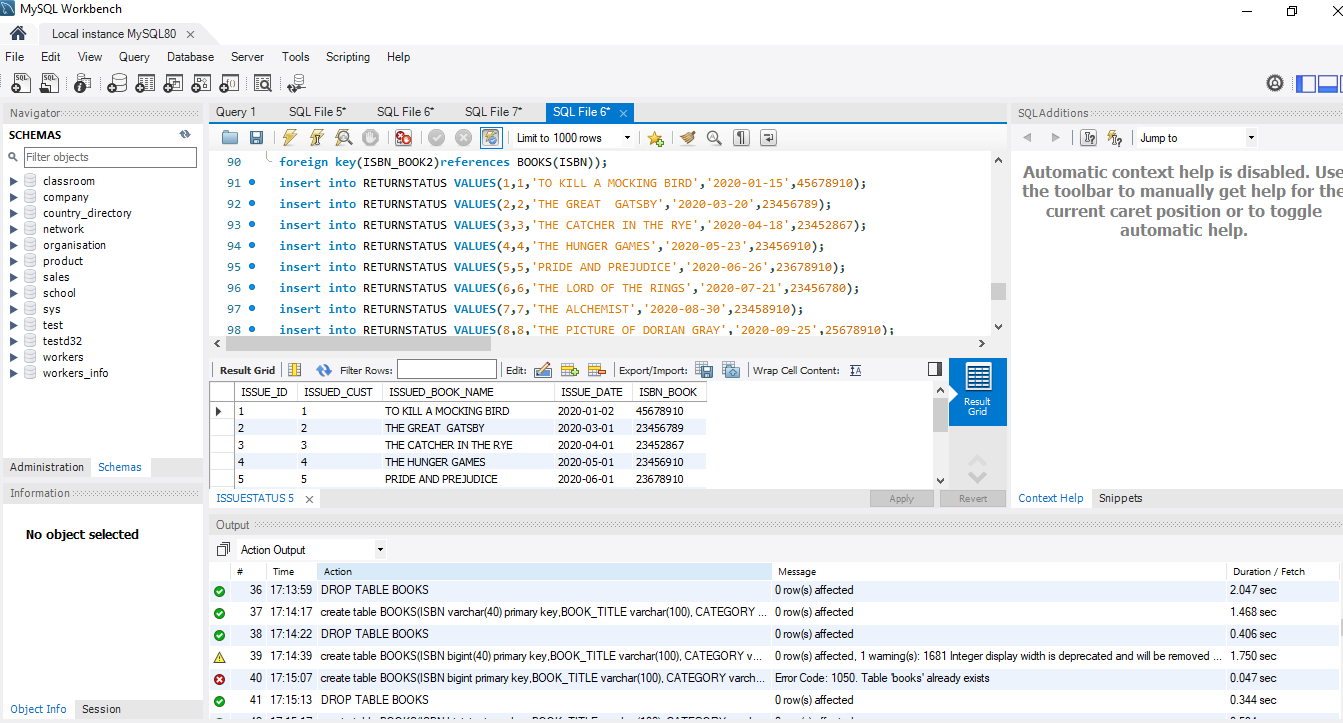 MySQL Workbench
Local instance MySQL80
File Edit View Query Database Server Tools Scripting Help
Navigator
SCHEMAS
Filter objects
classroom
company
country_directory
network
organisation
product
sales
school
sys
test
testd32
workers
workers_info
Administration Schemas
Information
No object selected
Object Info Session
Query 1 SQL File 5* SQL File 6* SQL File 7* SQL File 6*
Limit to 1000 rows
90 foreign key(ISBN_BOOK2)references BOOKS(ISBN));
91 insert into RETURNSTATUS VALUES(1,1,'TO KILL A MOCKING BIRD','2020-01-15',45678910);
92 insert into RETURNSTATUS VALUES(2,2,'THE GREAT  GATSBY','2020-03-20',23456789);
93 insert into RETURNSTATUS VALUES(3,3,'THE CATCHER IN THE RYE','2020-04-18',23452867);
94 insert into RETURNSTATUS VALUES(4,4,'THE HUNGER GAMES','2020-05-23',23456910);
95 insert into RETURNSTATUS VALUES(5,5,'PRIDE AND PREJUDICE','2020-06-26',23678910);
96 insert into RETURNSTATUS VALUES(6,6,'THE LORD OF THE RINGS','2020-07-21',23456780);
97 insert into RETURNSTATUS VALUES(7,7,'THE ALCHEMIST','2020-08-30',23458910);
98 insert into RETURNSTATUS VALUES(8,8,'THE PICTURE OF DORIAN GRAY','2020-09-25',25678910);
Result Grid Filter Rows: Edit: Export/Import: Wrap Cell Content:
ISSUE_ID ISSUED_CUST ISSUED_BOOK_NAME ISSUE_DATE ISBN_BOOK
1 1 TO KILL A MOCKING BIRD 2020-01-02 45678910
2 2 THE GREAT  GATSBY 2020-03-01 23456789
3 3 THE CATCHER IN THE RYE 2020-04-01 23452867
4 4 THE HUNGER GAMES 2020-05-01 23456910
5 5 PRIDE AND PREJUDICE 2020-06-01 23678910
Result
Grid
ISSUESTATUS 5 Apply Revert
SQLAdditions
Jump to
Automatic context help is disabled. Use
the toolbar to manually get help for the
current caret position or to toggle
automatic help.
Context Help Snippets
Output
Action Output
# Time Action Message Duration / Fetch
36 17:13:59 DROP TABLE BOOKS 0 row(s) affected 2.047 sec
37 17:14:17 create table BOOKS(ISBN varchar(40) primary key,BOOK_TITLE varchar(100), CATEGORY ... 0 row(s) affected 1.468 sec
38 17:14:22 DROP TABLE BOOKS 0 row(s) affected 0.406 sec
39 17:14:39 create table BOOKS(ISBN bigint(40) primary key,BOOK_TITLE varchar(100), CATEGORY v... 0 row(s) affected, 1 warning(s): 1681 Integer display width is deprecated and will be removed ... 1.750 sec
40 17:15:07 create table BOOKS(ISBN bigint primary key,BOOK_TITLE varchar(100), CATEGORY varch... Error Code: 1050. Table 'books' already exists 0.047 sec
41 17:15:13 DROP TABLE BOOKS 0 row(s) affected 0.344 sec